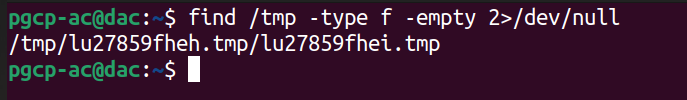 pgcp-ac@dac:~$ find /tmp -type f -empty 2>/dev/null
/tmp/lu27859fheh.tmp/lu27859fhei.tmp
pgcp-ac@dac:~$